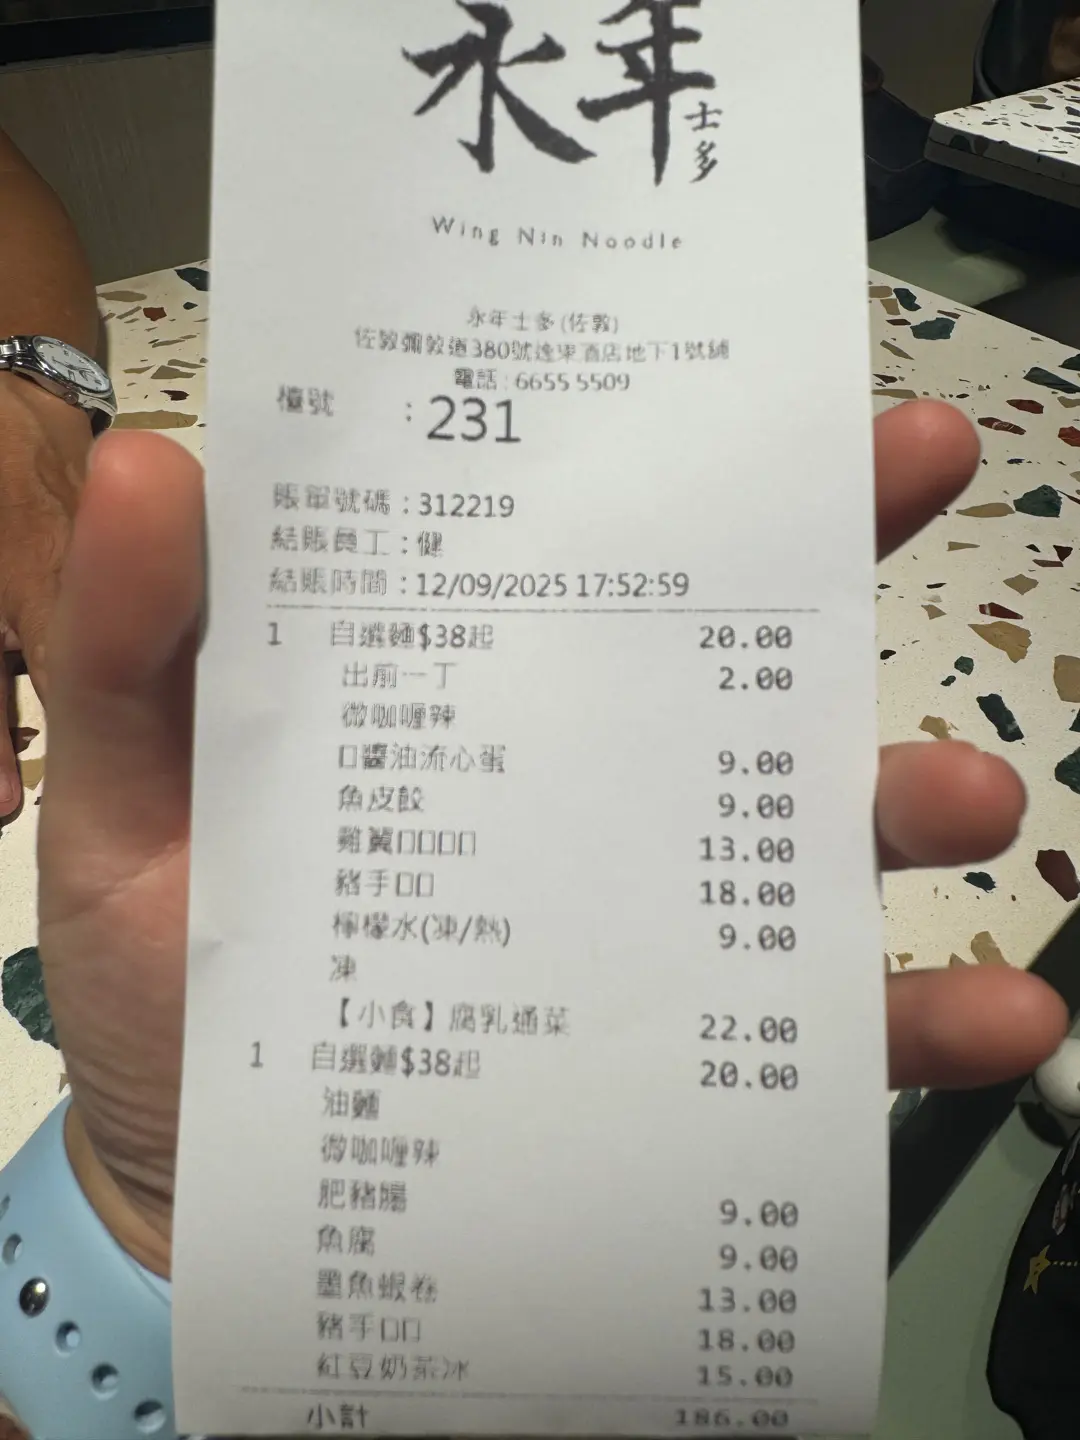 永年
士多
Wing Nin Noodle
永年士多(佐敦)
佐敦彌敦道380號逸東酒店地下1號舖
電話:6655 5509
檯號 : 231
賬單號碼 : 312219
結賬員工 : 健
結賬時間 : 12/09/2025 17:52:59
1 自選麵$38起 20.00
出前一丁 2.00
微咖喱辣
□醬油流心蛋 9.00
魚皮餃 9.00
雞翼□□□□ 13.00
豬手□□ 18.00
檸檬水(凍/熱) 9.00
凍
【小食】腐乳通菜 22.00
1 自選麵$38起 20.00
油麵
微咖喱辣
肥豬腸 9.00
魚腐 9.00
墨魚蝦卷 13.00
豬手□□ 18.00
紅豆奶茶冰 15.00
小計 186.00